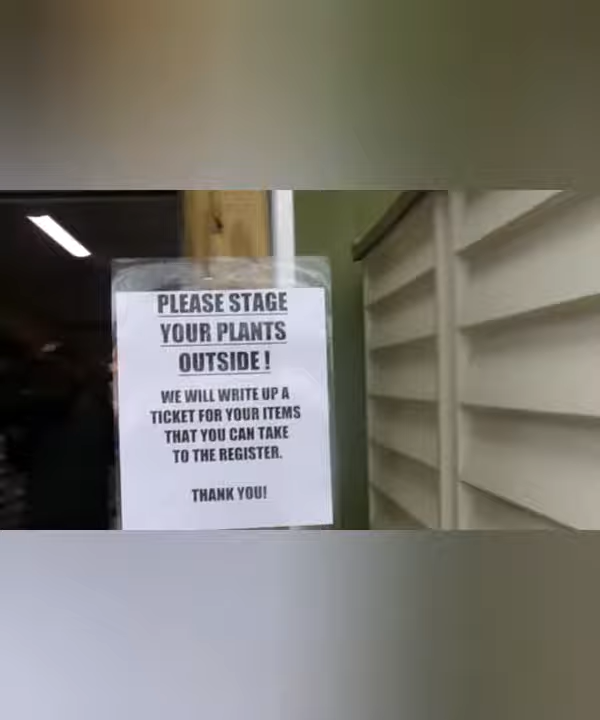 PLEASE STAGE
YOUR PLANTS
OUTSIDE !
WE WILL WRITE UP A
TICKET FOR YOUR ITEMS
THAT YOU CAN TAKE
TO THE REGISTER.
THANK YOU!